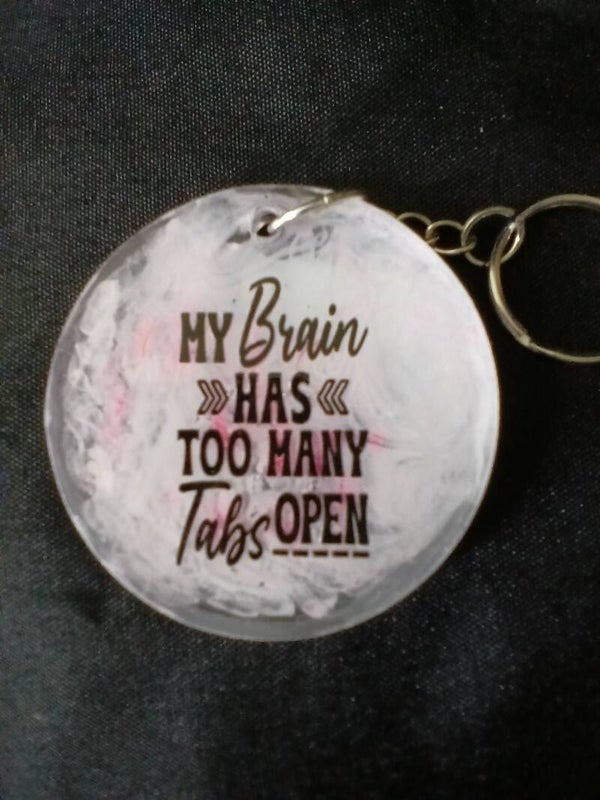 MY Brain
HAS
TOO MANY
Tabs OPEN